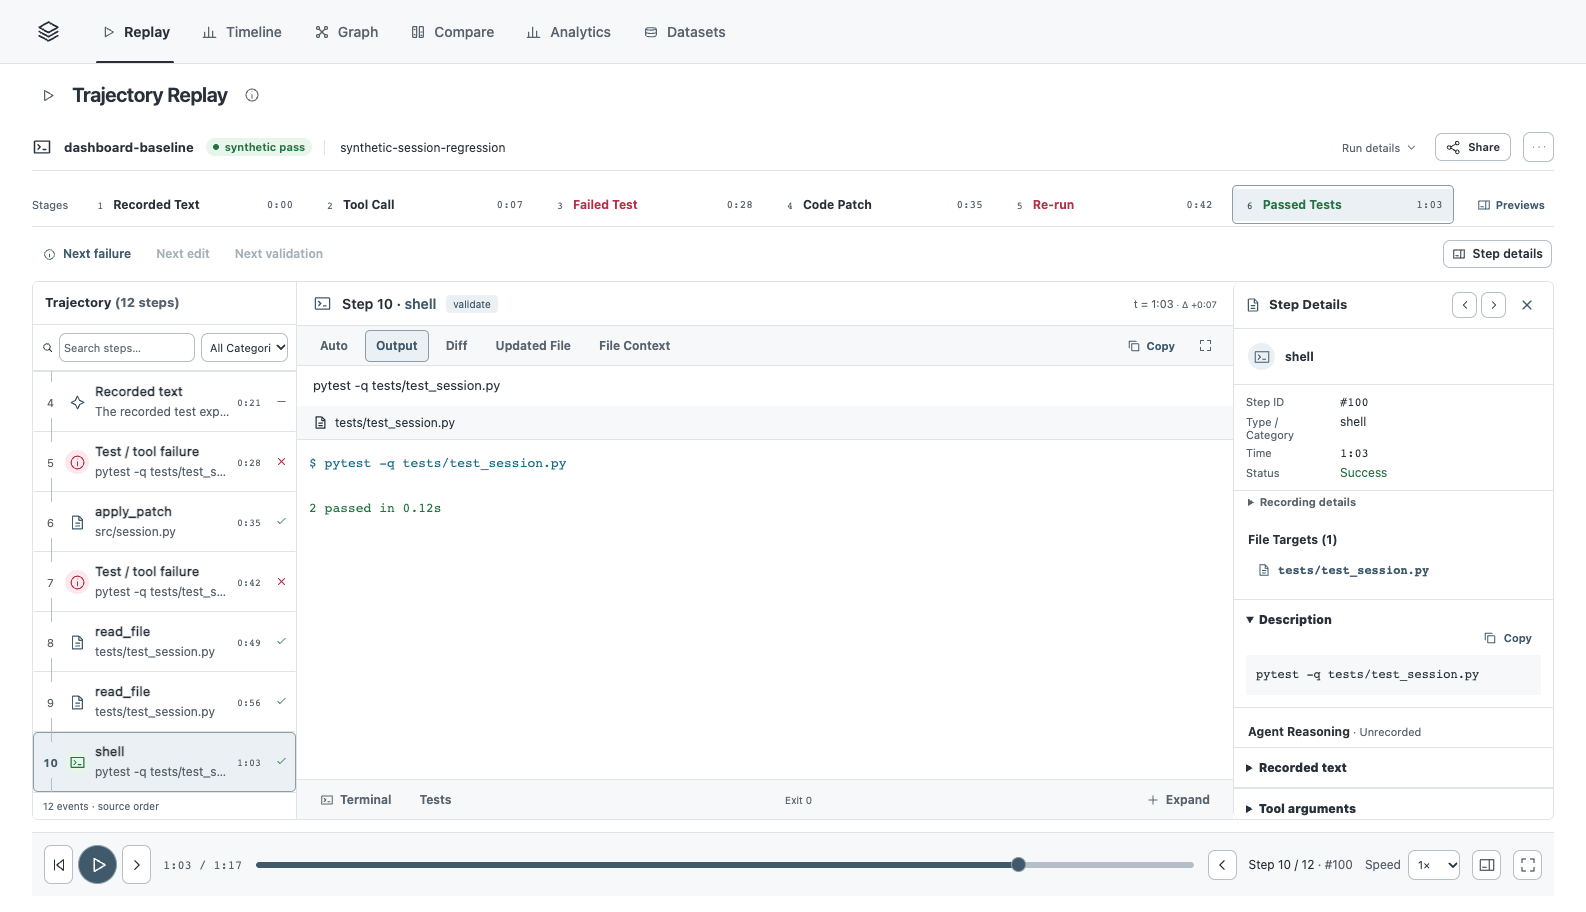 Replay Timeline Graph Compare Analytics Datasets
Trajectory Replay
dashboard-baseline synthetic pass synthetic-session-regression Run details Share ...
Stages 1 Recorded Text 0:00 2 Tool Call 0:07 3 Failed Test 0:28 4 Code Patch 0:35 5 Re-run 0:42 6 Passed Tests 1:03 Previews
Next failure Next edit Next validation Step details
Trajectory (12 steps)
Search steps... All Categori
4 Recorded text 0:21 –
The recorded test exp...
5 Test / tool failure 0:28
pytest -q tests/test_s...
6 apply_patch 0:35
src/session.py
7 Test / tool failure 0:42
pytest -q tests/test_s...
8 read_file 0:49
tests/test_session.py
9 read_file 0:56
tests/test_session.py
10 shell 1:03
pytest -q tests/test_s...
12 events · source order
Step 10 · shell validate t = 1:03 · Δ +0:07
Auto Output Diff Updated File File Context Copy
pytest -q tests/test_session.py
tests/test_session.py
$ pytest -q tests/test_session.py
2 passed in 0.12s
Terminal Tests Exit 0 Expand
Step Details
shell
Step ID #100
Type / Category shell
Time 1:03
Status Success
Recording details
File Targets (1)
tests/test_session.py
Description
Copy
pytest -q tests/test_session.py
Agent Reasoning · Unrecorded
Recorded text
Tool arguments
1:03 / 1:17 Step 10 / 12 · #100 Speed 1×